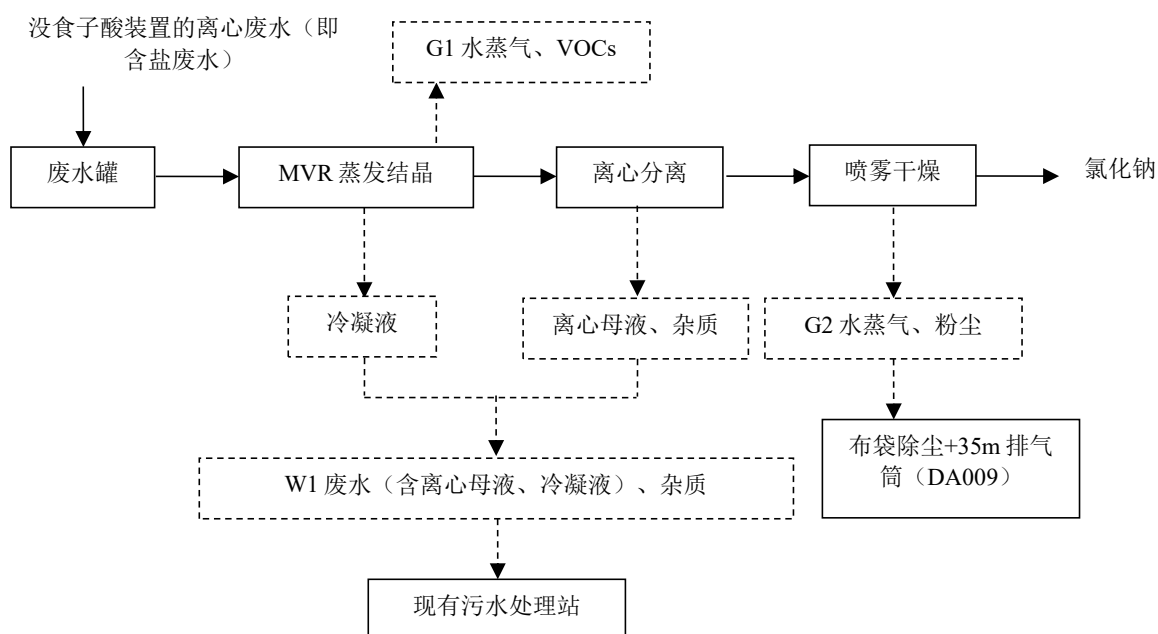 没食子酸装置的离心废水（即
含盐废水）
G1 水蒸气、VOCs
废水罐
MVR 蒸发结晶
离心分离
喷雾干燥
氯化钠
冷凝液
离心母液、杂质
G2 水蒸气、粉尘
布袋除尘+35m 排气
筒（DA009）
W1 废水（含离心母液、冷凝液）、杂质
现有污水处理站